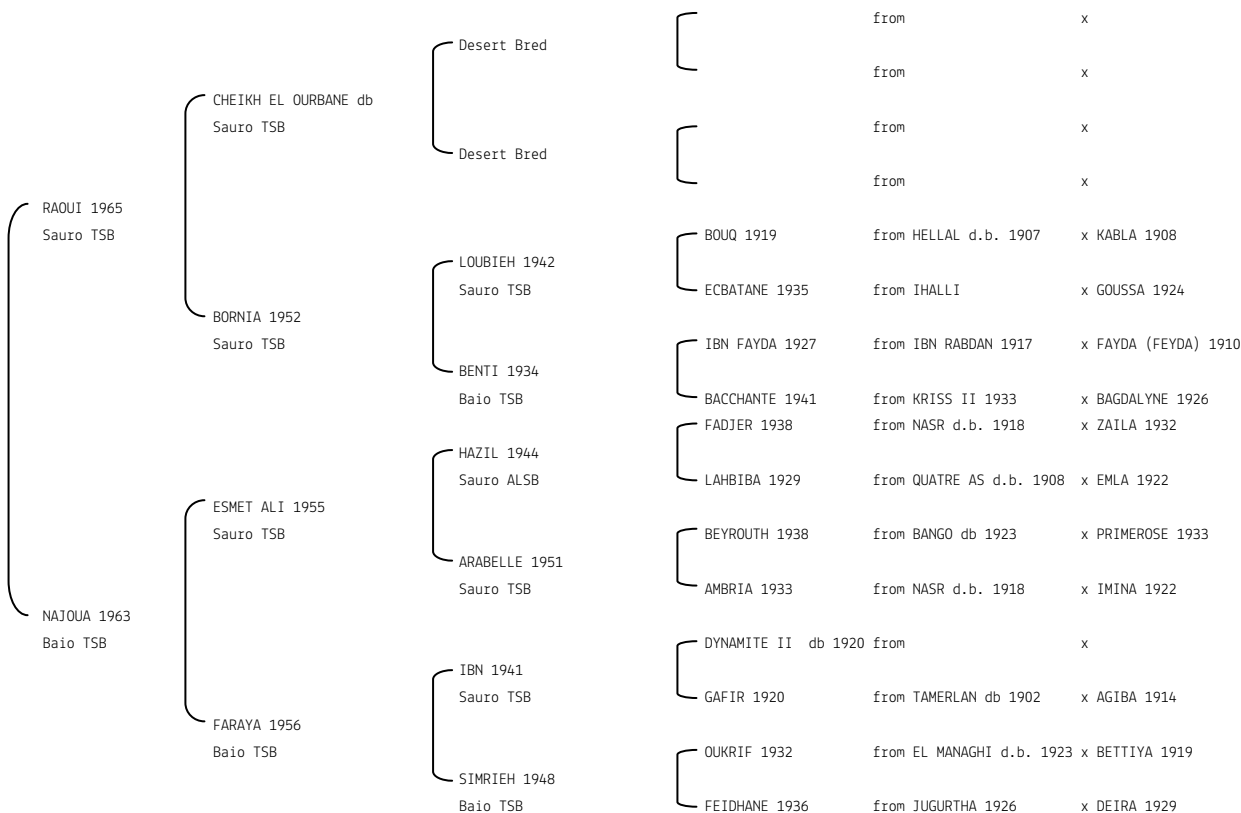 from x
Desert Bred
from x
CHEIKH EL OURBANE db
Sauro TSB from x
Desert Bred
from x
RAOUI 1965
Sauro TSB BOUQ 1919 from HELLAL d.b. 1907 x KABLA 1908
LOUBIEH 1942
Sauro TSB ECBATANE 1935 from IHALLI x GOUSSA 1924
BORNIA 1952
Sauro TSB IBN FAYDA 1927 from IBN RABDAN 1917 x FAYDA (FEYDA) 1910
BENTI 1934
Baio TSB BACCHANTE 1941 from KRISS II 1933 x BAGDALYNE 1926
FADJER 1938 from NASR d.b. 1918 x ZAILA 1932
HAZIL 1944
Sauro ALSB LAHBIBA 1929 from QUATRE AS d.b. 1908 x EMLA 1922
ESMET ALI 1955
Sauro TSB BEYROUTH 1938 from BANGO db 1923 x PRIMEROSE 1933
ARABELLE 1951
Sauro TSB AMBRIA 1933 from NASR d.b. 1918 x IMINA 1922
NAJOUA 1963
Baio TSB DYNAMITE II db 1920 from x
IBN 1941
Sauro TSB GAFIR 1920 from TAMERLAN db 1902 x AGIBA 1914
FARAYA 1956
Baio TSB OUKRIF 1932 from EL MANAGHI d.b. 1923 x BETTIYA 1919
SIMRIEH 1948
Baio TSB FEIDHANE 1936 from JUGURTHA 1926 x DEIRA 1929